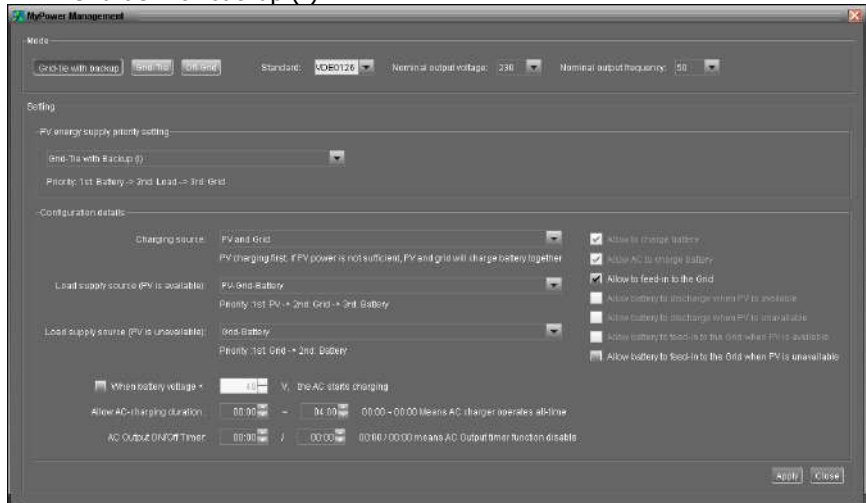 MyPower Management
Mode
Grid-tie with backup Grid-Tie Off-Grid Standard: VDE0126 Nominal output voltage: 230 Nominal output frequency: 50
Setting
PV energy supply priority setting
Grid-Tie with Backup (I)
Priority: 1st: Battery -> 2nd: Load -> 3rd: Grid
Configuration details
Charging source: PV and Grid
PV charging first. If PV power is not sufficient, PV and grid will charge battery together
Load supply source (PV is available): PV-Grid-Battery
Priority :1st: PV -> 2nd: Grid -> 3rd: Battery
Load supply source (PV is unavailable): Grid-Battery
Priority :1st: Grid -> 2nd: Battery
Allow to charge battery
Allow AC to charge battery
Allow to feed-in to the Grid
Allow battery to discharge when PV is available
Allow battery to discharge when PV is unavailable
Allow battery to feed-in to the Grid when PV is available
Allow battery to feed-in to the Grid when PV is unavailable
When battery voltage < V, the AC starts charging
Allow AC-charging duration: 00:00 – 04:00 00:00 – 00:00 Means AC charger operates all-time
AC Output ON/Off Timer: 00:00 / 00:00 00:00 / 00:00 means AC Output timer function disable
Apply Close